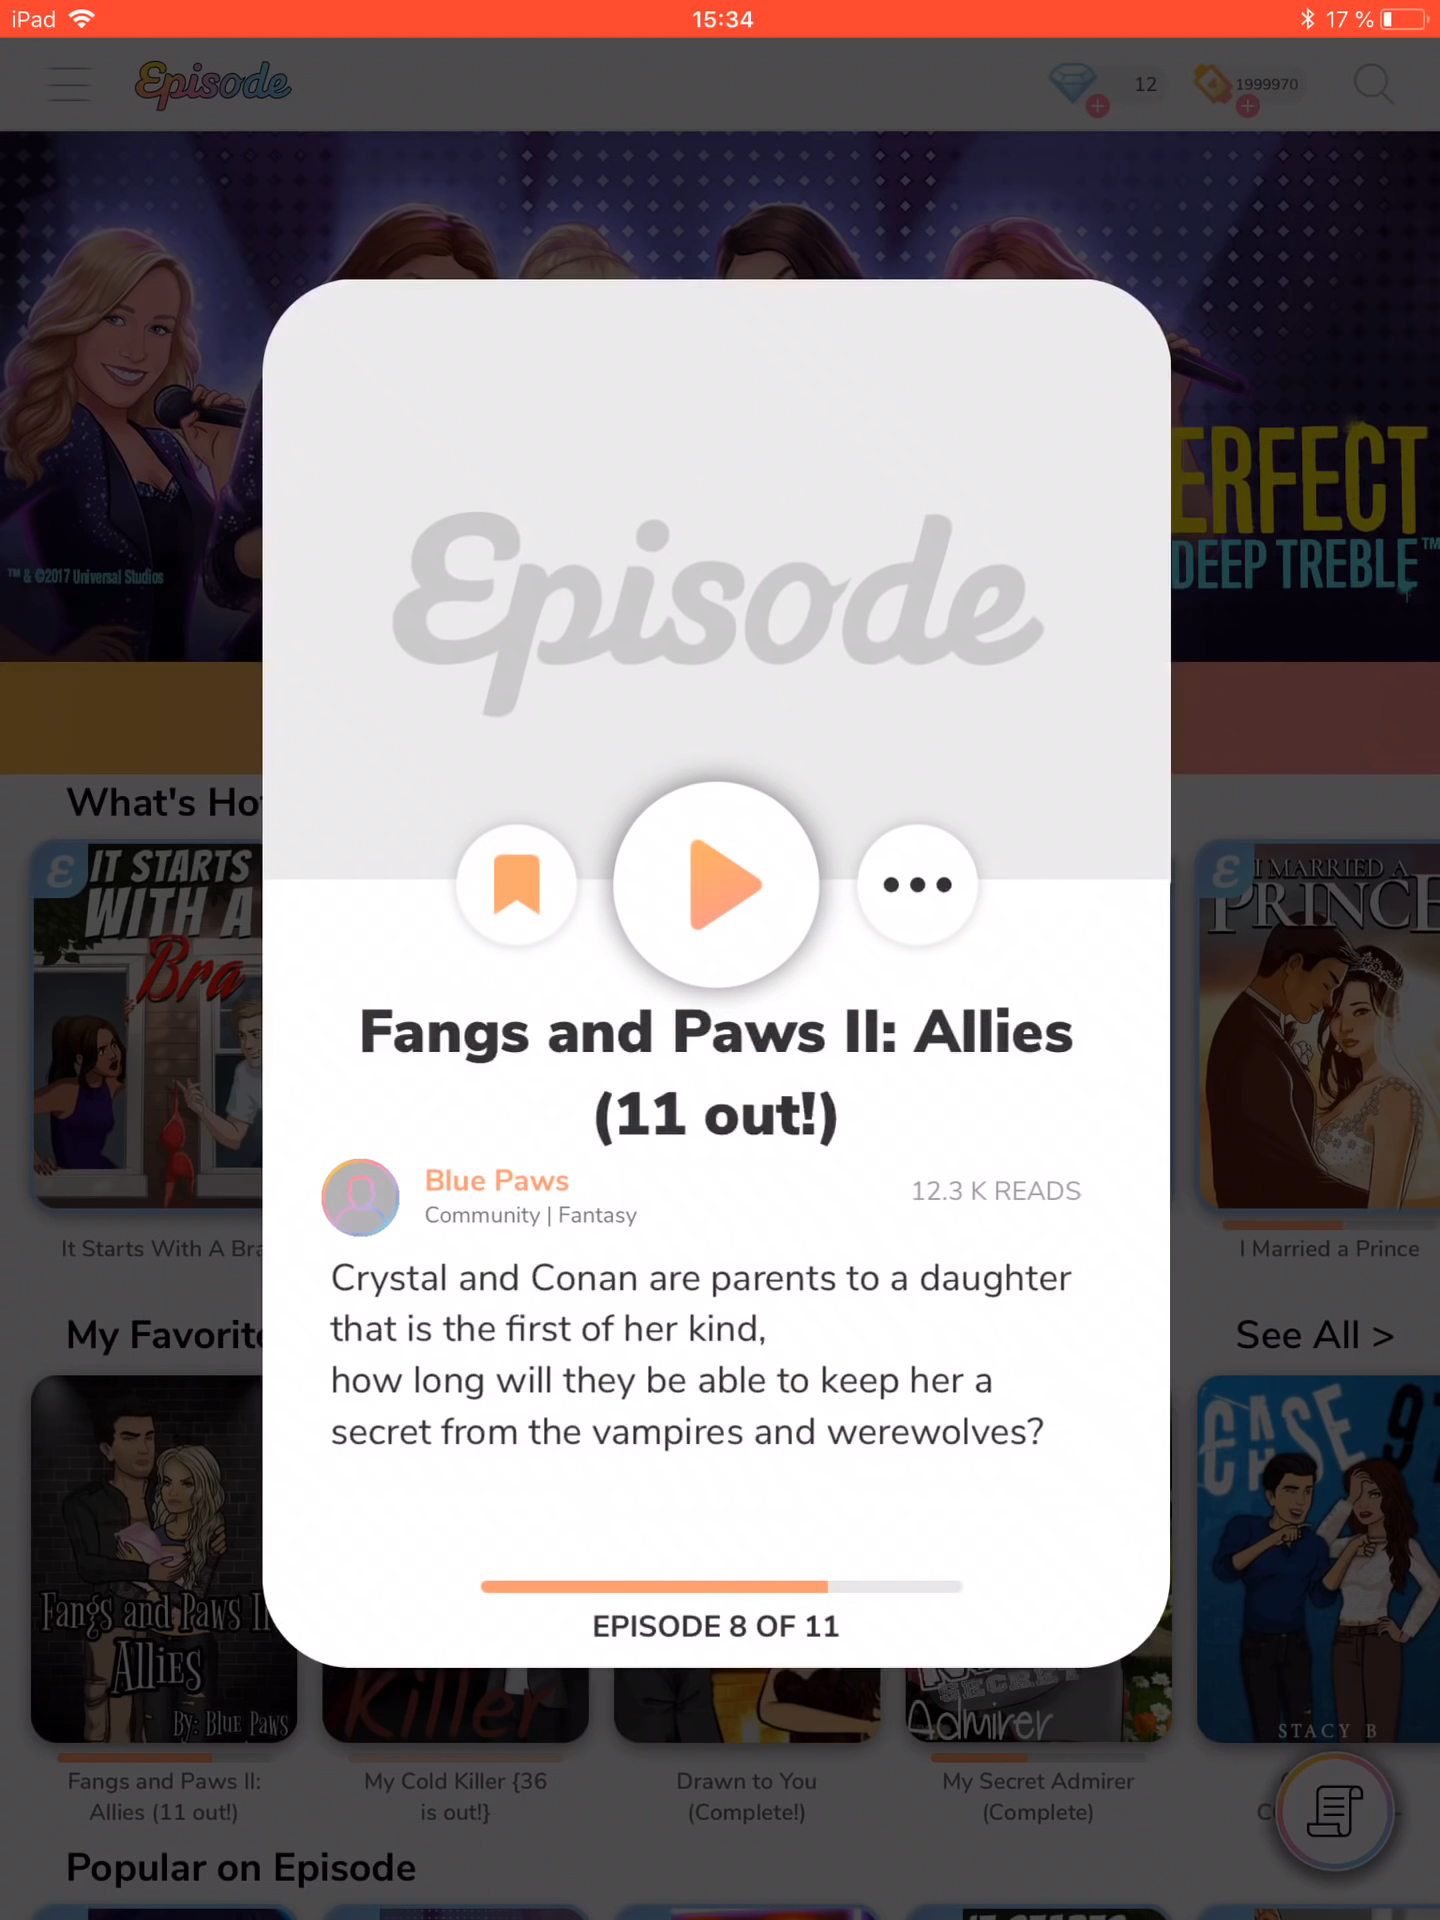 iPad
15:34
17 %
Episode
12
1999970
ERFECT
DEEP TREBLE™
™ & ©2017 Universal Studios
Episode
What's Ho
IT STARTS
WITH A
Bra
I MARRIED A
PRINCE
Fangs and Paws II: Allies
(11 out!)
Blue Paws
Community | Fantasy
12.3 K READS
It Starts With A Bra
I Married a Prince
Crystal and Conan are parents to a daughter
that is the first of her kind,
how long will they be able to keep her a
secret from the vampires and werewolves?
My Favorit
See All >
CASE 9
Fangs and Paws II
Allies
By: Blue Paws
Killer
SECRET
Admirer
STACY B
EPISODE 8 OF 11
Fangs and Paws II:
Allies (11 out!)
My Cold Killer {36
is out!}
Drawn to You
(Complete!)
My Secret Admirer
(Complete)
Popular on Episode